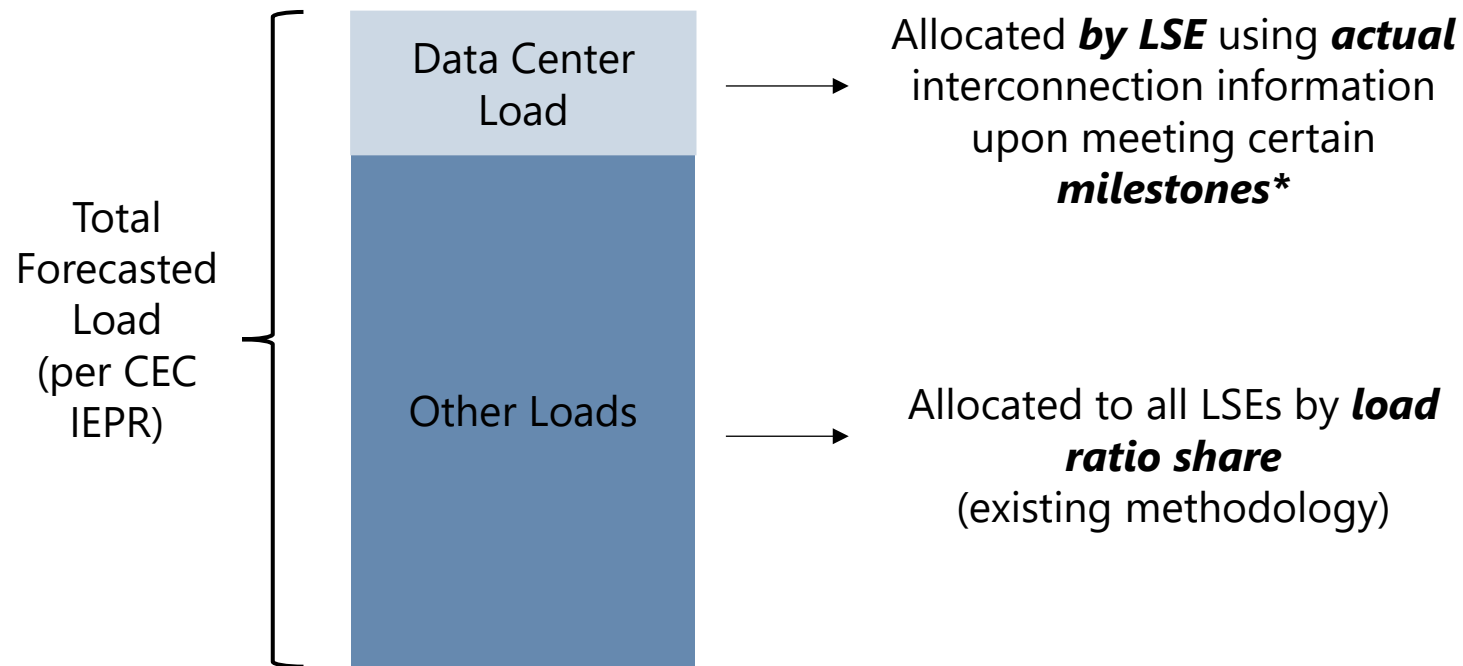 Total
Forecasted
Load
(per CEC
IEPR)
Data Center
Load
Other Loads
Allocated by LSE using actual
interconnection information
upon meeting certain
milestones*
Allocated to all LSEs by load
ratio share
(existing methodology)